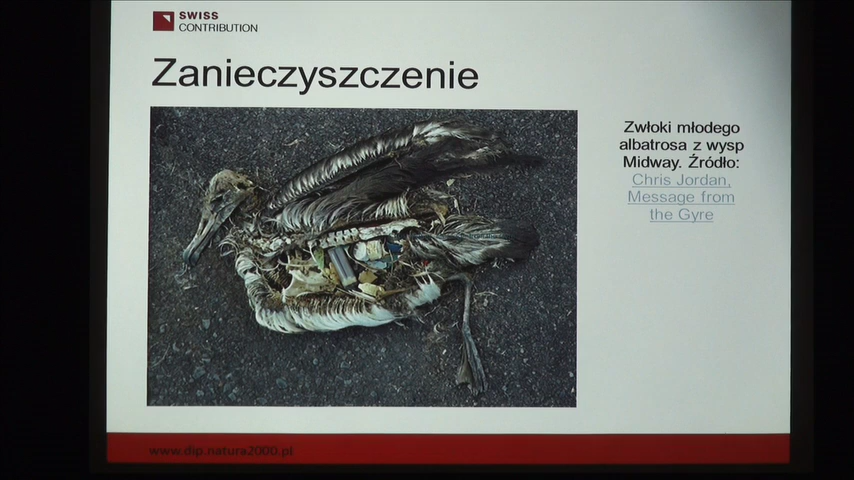 SWISS
CONTRIBUTION
Zanieczyszczenie
Zwłoki młodego
albatrosa z wysp
Midway. Źródło:
Chris Jordan,
Message from
the Gyre
www.dip.natura2000.pl